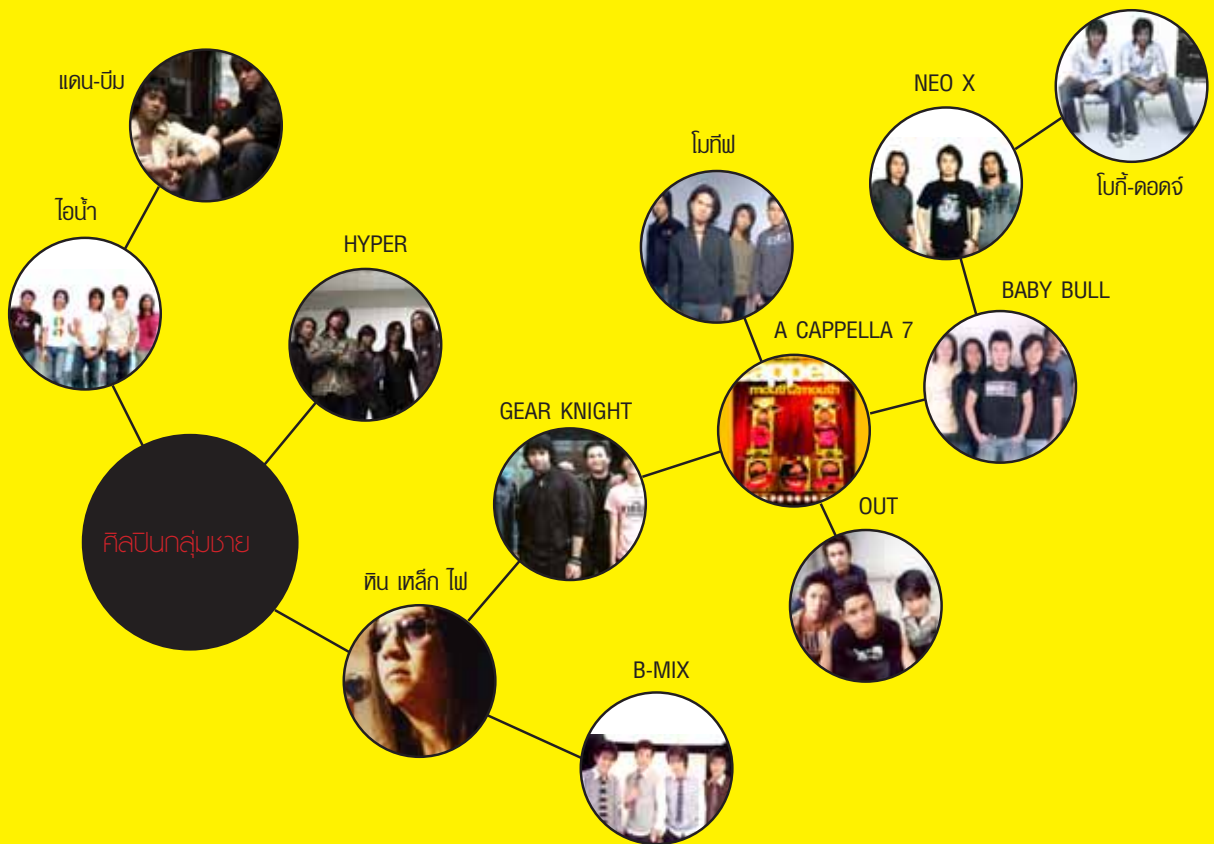 แดน-บีม
NEO X
โมทีฟ
โบกี้-ดอดจ์
ไอน้ำ
HYPER
BABY BULL
A CAPPELLA 7
appell
mouth2mouth
GEAR KNIGHT
OUT
ศิลปินกลุ่มชาย
หิน เหล็ก ไฟ
B-MIX